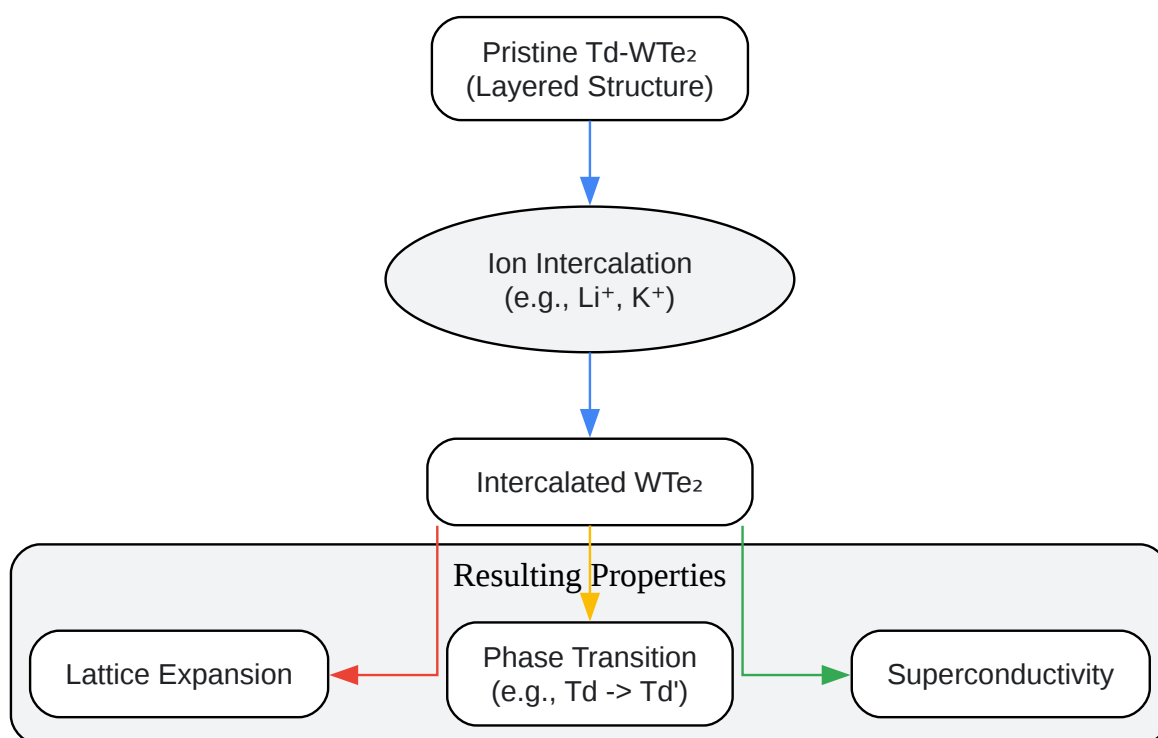 Pristine Td-WTe₂
(Layered Structure)
Ion Intercalation
(e.g., Li⁺, K⁺)
Intercalated WTe₂
Resulting Properties
Lattice Expansion
Phase Transition
(e.g., Td -> Td')
Superconductivity